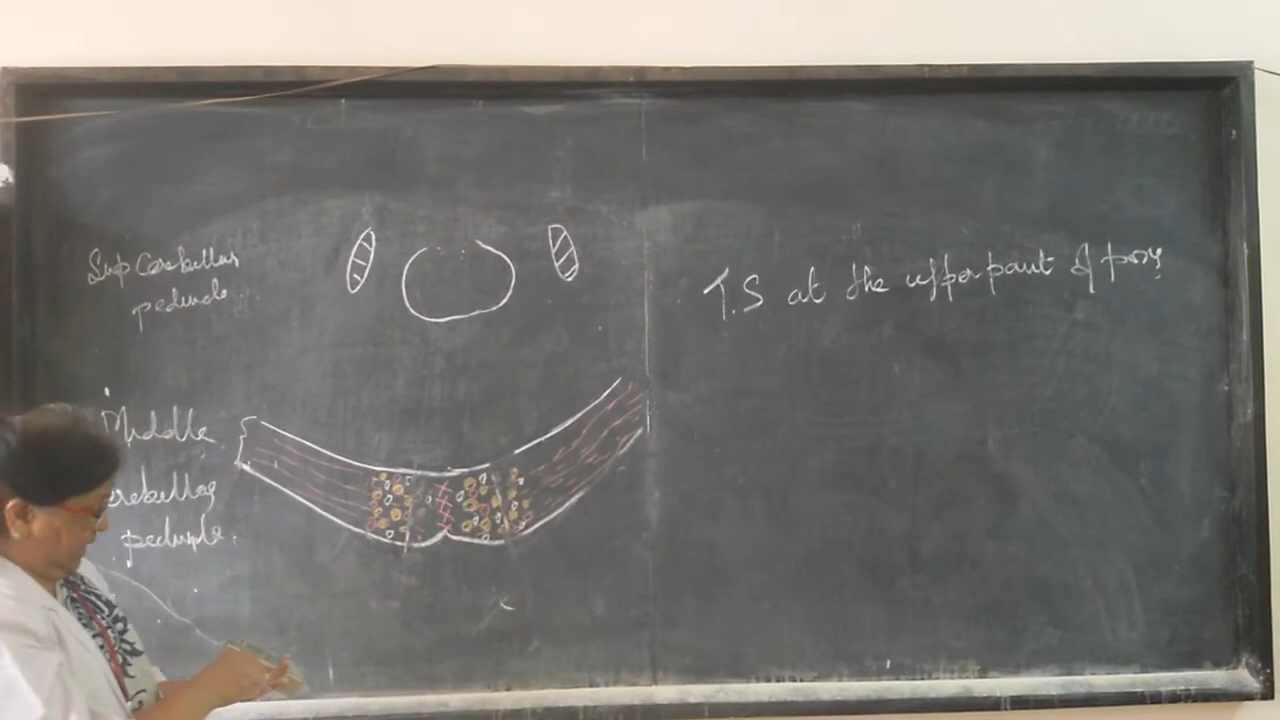 Sup Cerebellar
peduncle
T.S at the upper part of pons
Middle
Cerebellar
peduncle